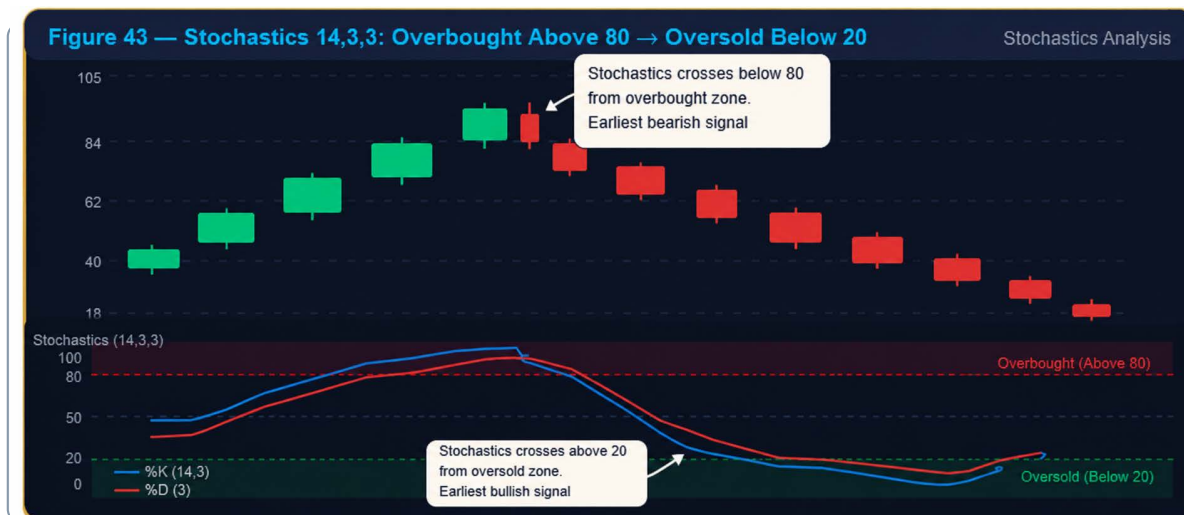 Figure 43 — Stochastics 14,3,3: Overbought Above 80 → Oversold Below 20
Stochastics Analysis
105
Stochastics crosses below 80
from overbought zone.
Earliest bearish signal
84
62
40
18
Stochastics (14,3,3)
100
Overbought (Above 80)
80
50
Stochastics crosses above 20
from oversold zone.
Earliest bullish signal
20
%K (14,3)
Oversold (Below 20)
0
%D (3)